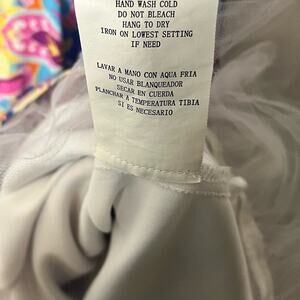 HAND WASH COLD
DO NOT BLEACH
HANG TO DRY
IRON ON LOWEST SETTING
IF NEED
LAVAR A MANO CON AQUA FRIA
NO USAR BLANQUEADOR
SECAR EN CUERDA
PLANCHAR A TEMPERATURA TIBIA
SI ES NECESARIO